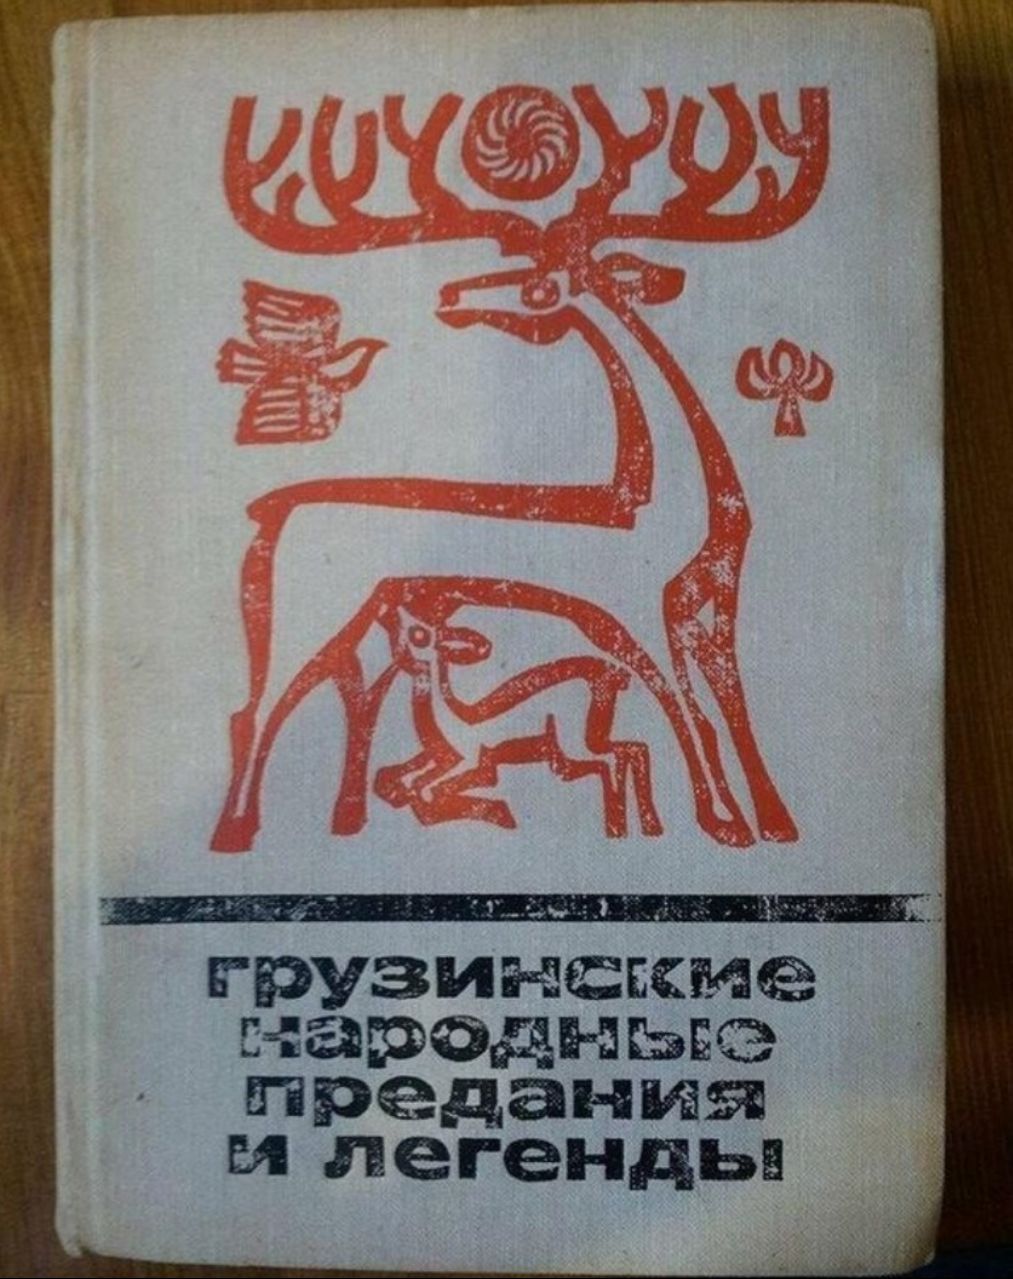 грузинские
народные
предания
и легенды